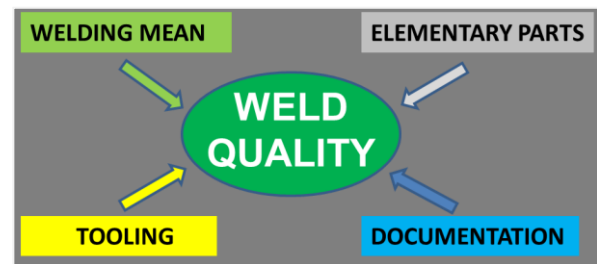 WELDING MEAN
ELEMENTARY PARTS
WELD
QUALITY
TOOLING
DOCUMENTATION